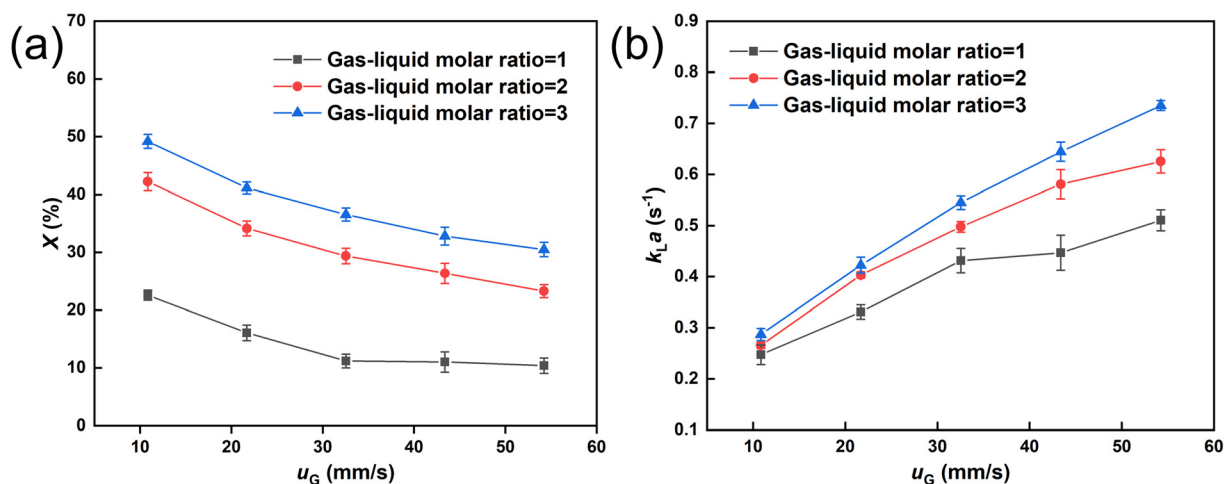 (a)
70
60
50
40
30
20
10
0
X (%)
Gas-liquid molar ratio=1
Gas-liquid molar ratio=2
Gas-liquid molar ratio=3
10 20 30 40 50 60
uG (mm/s)
(b)
0.9
0.8
0.7
0.6
0.5
0.4
0.3
0.2
0.1
kLa (s⁻¹)
Gas-liquid molar ratio=1
Gas-liquid molar ratio=2
Gas-liquid molar ratio=3
10 20 30 40 50 60
uG (mm/s)